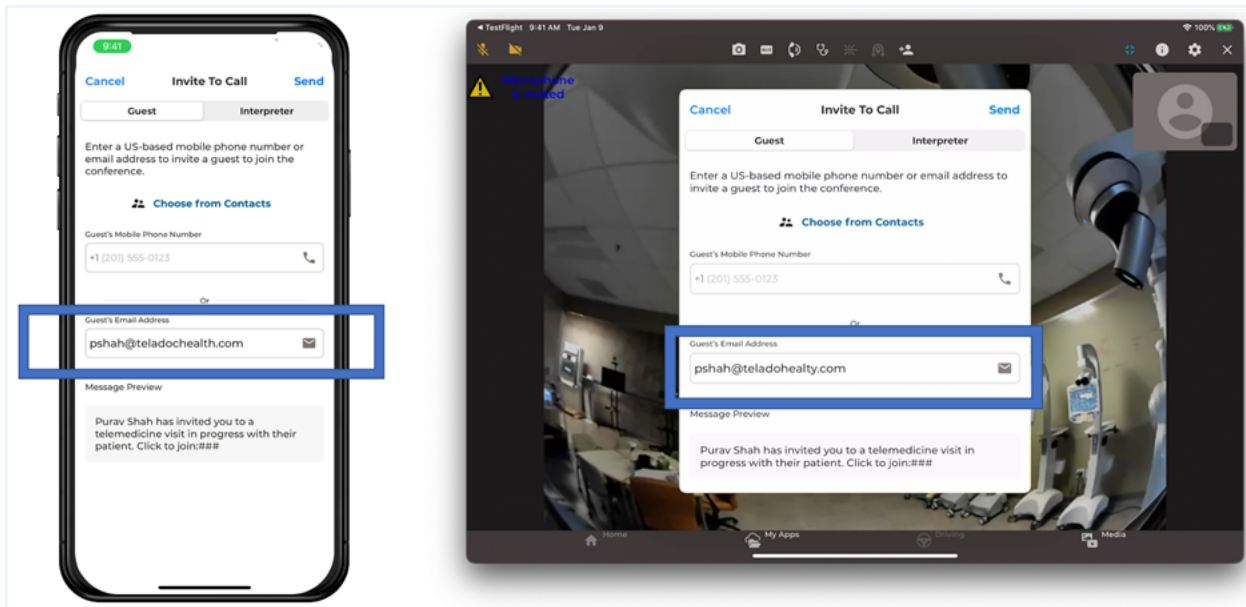 9:41
Cancel Invite To Call Send
Guest Interpreter
Enter a US-based mobile phone number or
email address to invite a guest to join the
conference.
Choose from Contacts
Guest's Mobile Phone Number
+1 (201) 555-0123
Or
Guest's Email Address
pshah@teladochealth.com
Message Preview
Purav Shah has invited you to a
telemedicine visit in progress with their
patient. Click to join:###
TestFlight 9:41 AM Tue Jan 9
100%
Microphone
is muted
Cancel Invite To Call Send
Guest Interpreter
Enter a US-based mobile phone number or email address to
invite a guest to join the conference.
Choose from Contacts
Guest's Mobile Phone Number
+1 (201) 555-0123
Or
Guest's Email Address
pshah@teladohealty.com
Message Preview
Purav Shah has invited you to a telemedicine visit in
progress with their patient. Click to join:###
Home My Apps Driving Media